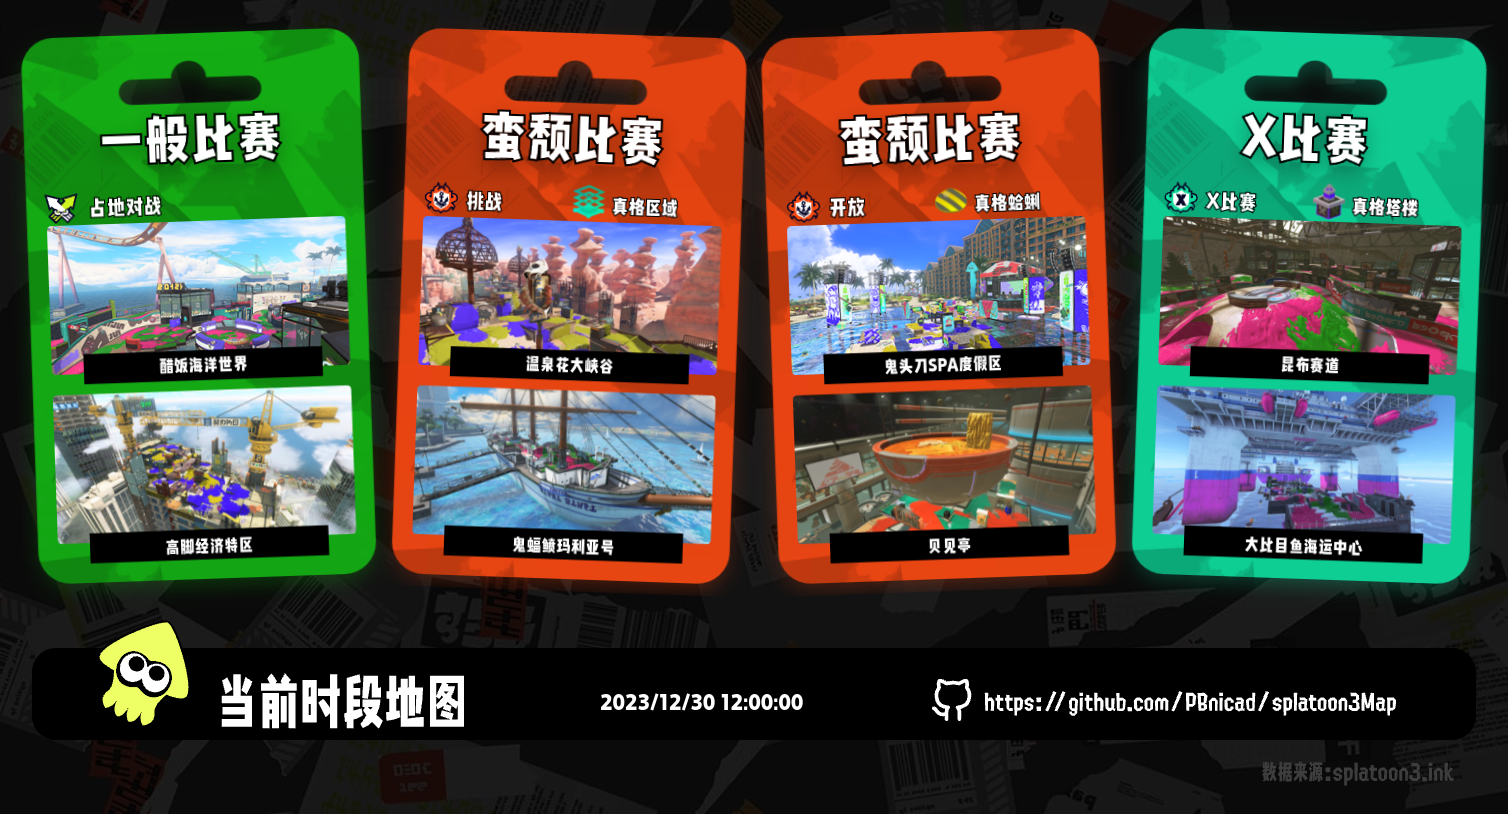 一般比赛
占地对战
醋饭海洋世界
高脚经济特区
蛮颓比赛
挑战
真格区域
温泉花大峡谷
鬼蝠鲼玛利亚号
蛮颓比赛
开放
真格蛤蜊
鬼头刀SPA度假区
贝见亭
X比赛
X比赛
真格塔楼
昆布赛道
大比目鱼海运中心
当前时段地图
2023/12/30 12:00:00
https://github.com/PBnicad/splatoon3Map
数据来源:splatoon3.ink